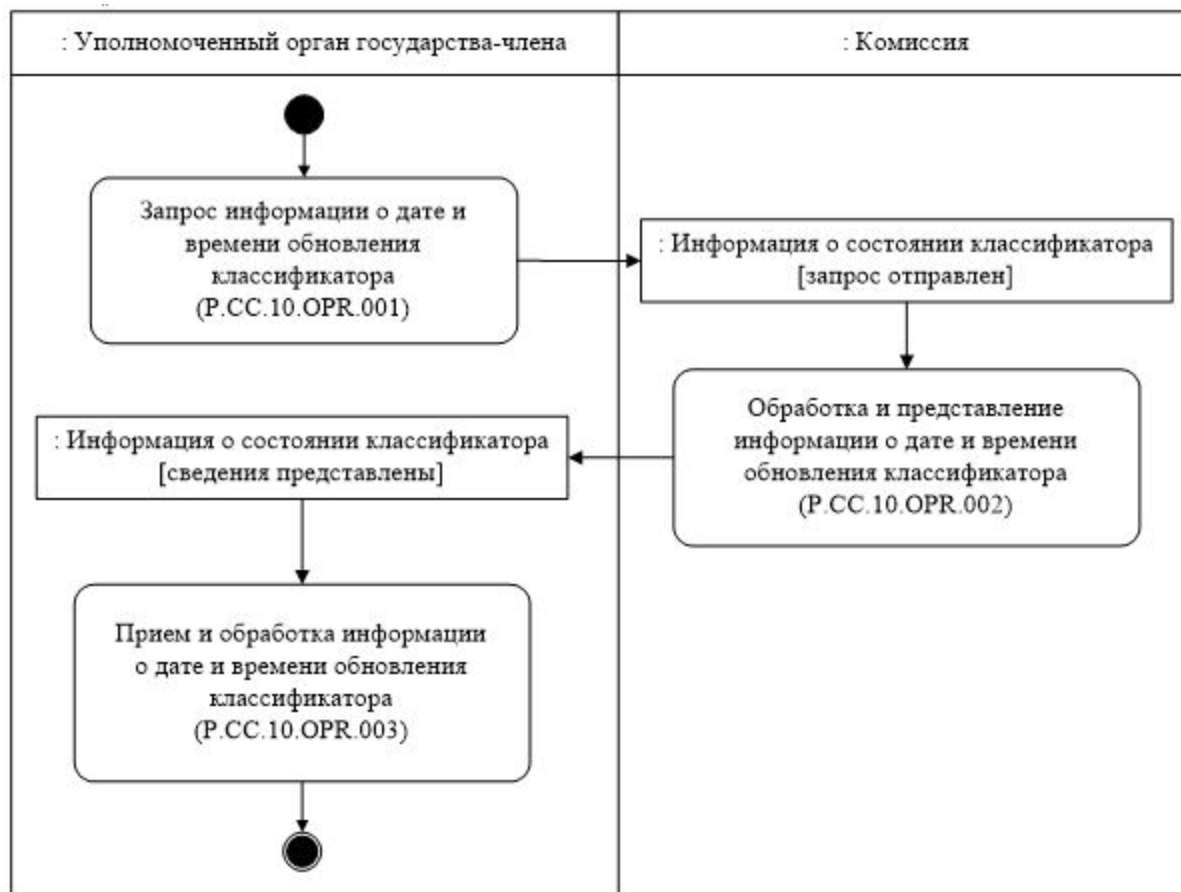 : Уполномоченный орган государства-члена
: Комиссия
Запрос информации о дате и
времени обновления
классификатора
(P.CC.10.OPR.001)
: Информация о состоянии классификатора
[запрос отправлен]
Обработка и представление
информации о дате и времени
обновления классификатора
(P.CC.10.OPR.002)
: Информация о состоянии классификатора
[сведения представлены]
Прием и обработка информации
о дате и времени обновления
классификатора
(P.CC.10.OPR.003)